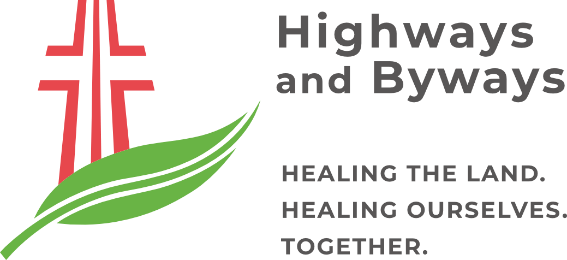 Highways
and Byways
HEALING THE LAND.
HEALING OURSELVES.
TOGETHER.